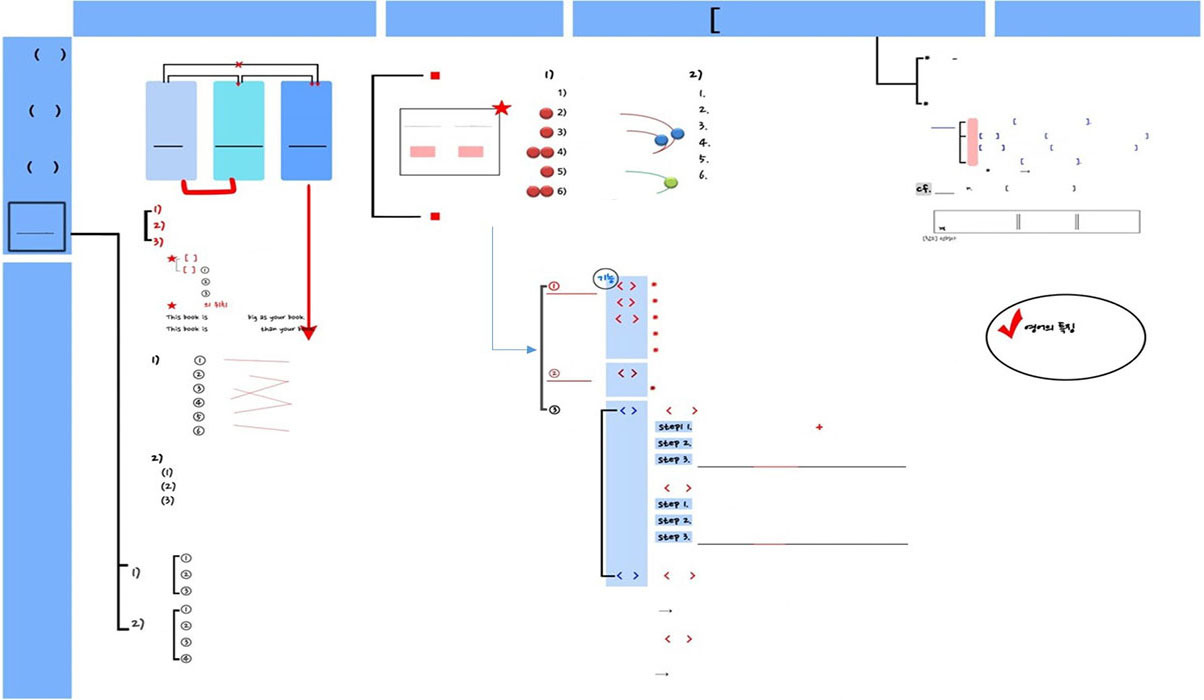 [
( )
( )
( )
1)
2)
3)
[ ]
[ ] ①
②
③
의 위치
This book is big as your book
This book is than your
1) ①
②
③
④
⑤
⑥
2)
(1)
(2)
(3)
1) ①
②
③
2) ①
②
③
④
1)
1)
2)
3)
4)
5)
6)
2)
1.
2.
3.
4.
5.
6.
기능
① < >
< >
< >
② < >
③ < > < >
Step1 1.
+
Step 2.
Step 3.
< >
Step 1.
Step 2.
Step 3.
< > < >
→
< >
→
[ ]
[ ] [ ]
[ ] [ ]
[ ]
→
cf. n. [ ]
영어의 특징